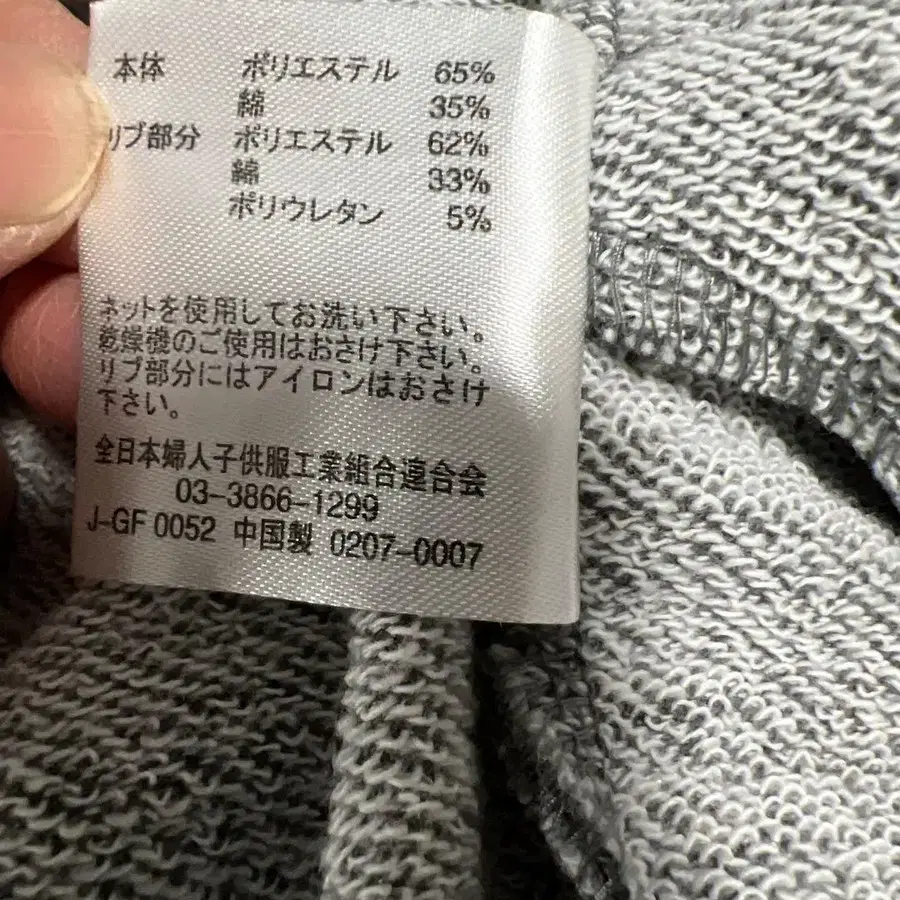 本体 ポリエステル 65%
綿 35%
リブ部分 ポリエステル 62%
綿 33%
ポリウレタン 5%
ネットを使用してお洗い下さい。
乾燥機のご使用はおさけ下さい。
リブ部分にはアイロンはおさけ
下さい。
全日本婦人子供服工業組合連合会
03-3866-1299
J-GF 0052 中国製 0207-0007